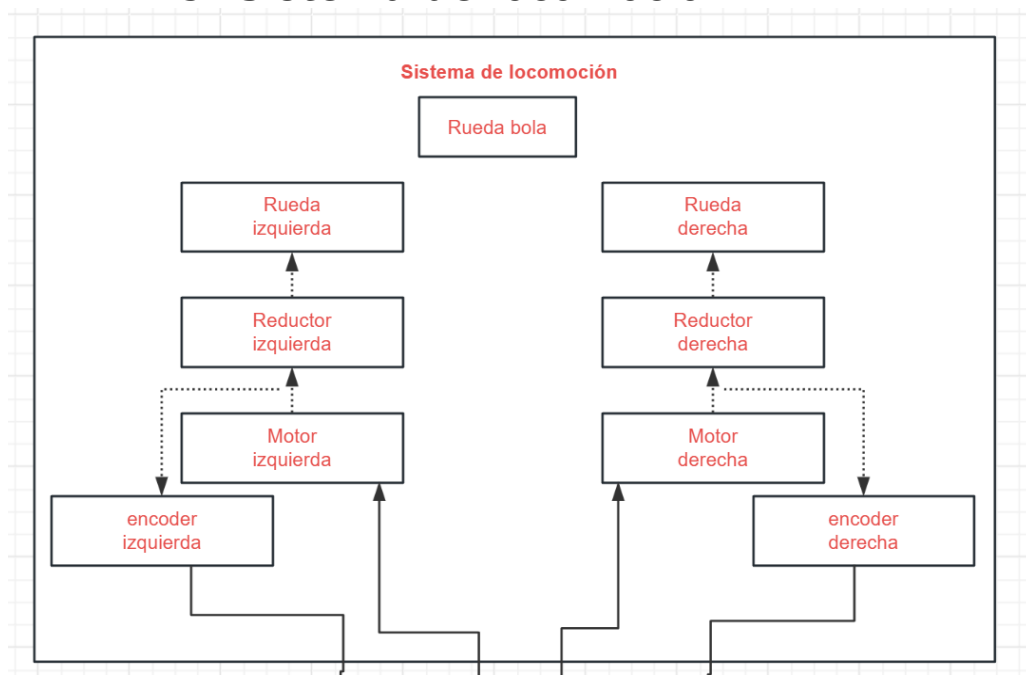 Sistema de locomoción
Rueda bola
Rueda
izquierda
Rueda
derecha
Reductor
izquierda
Reductor
derecha
Motor
izquierda
Motor
derecha
encoder
izquierda
encoder
derecha